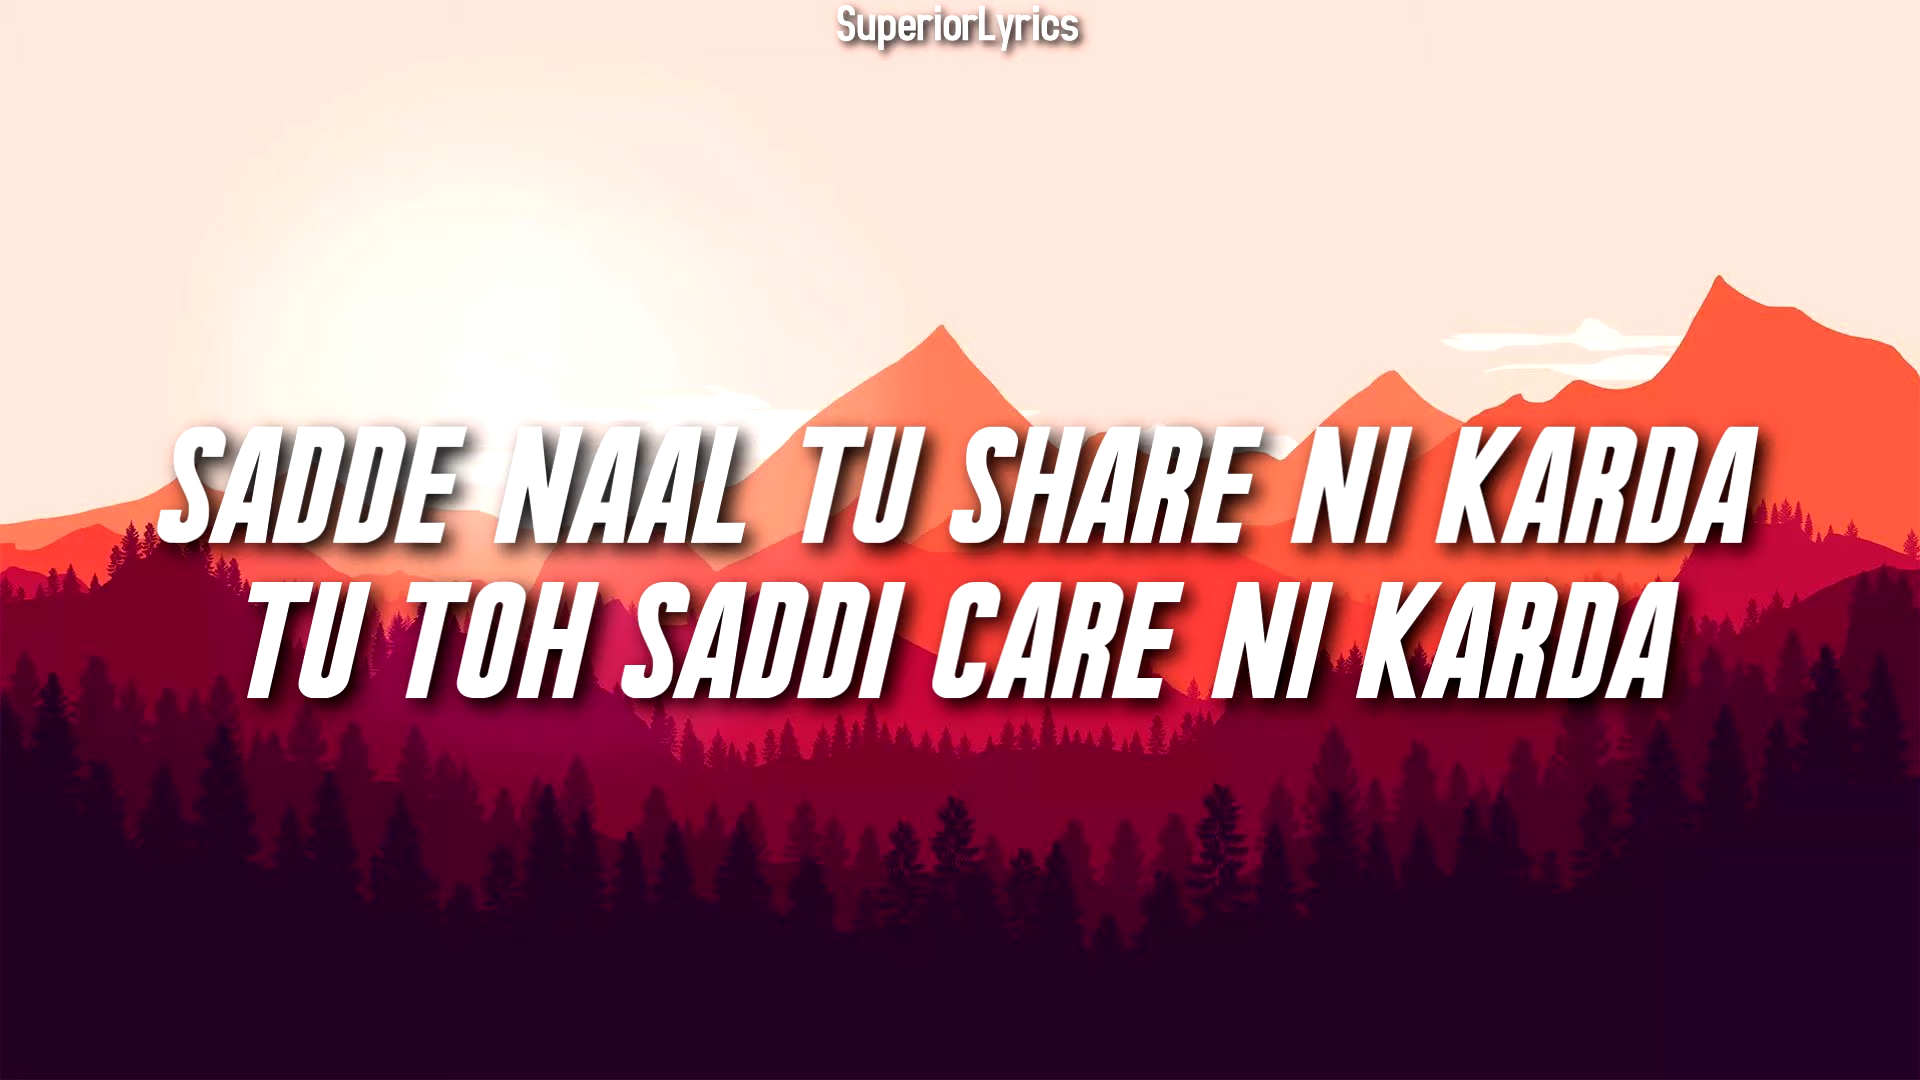 SuperiorLyrics
SADDE NAAL TU SHARE NI KARDA
TU TOH SADDI CARE NI KARDA